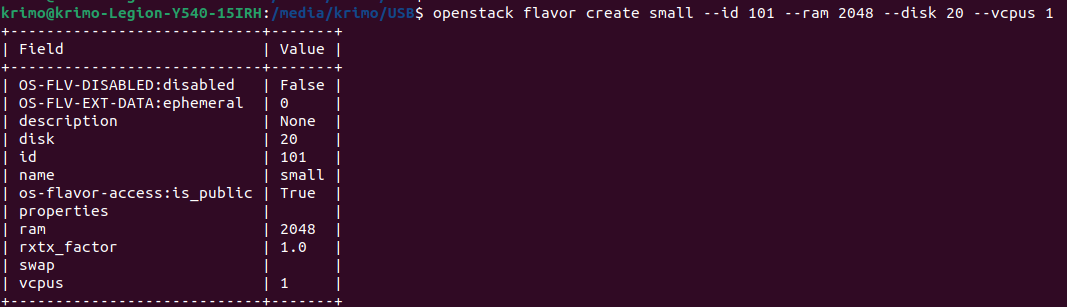 krimo@krimo-Legion-Y540-15IRH:/media/krimo/USB$ openstack flavor create small --id 101 --ram 2048 --disk 20 --vcpus 1
+----------------------------+-------+
| Field                      | Value |
+----------------------------+-------+
| OS-FLV-DISABLED:disabled   | False |
| OS-FLV-EXT-DATA:ephemeral  | 0     |
| description                | None  |
| disk                       | 20    |
| id                         | 101   |
| name                       | small |
| os-flavor-access:is_public | True  |
| properties                 |       |
| ram                        | 2048  |
| rxtx_factor                | 1.0   |
| swap                       |       |
| vcpus                      | 1     |
+----------------------------+-------+